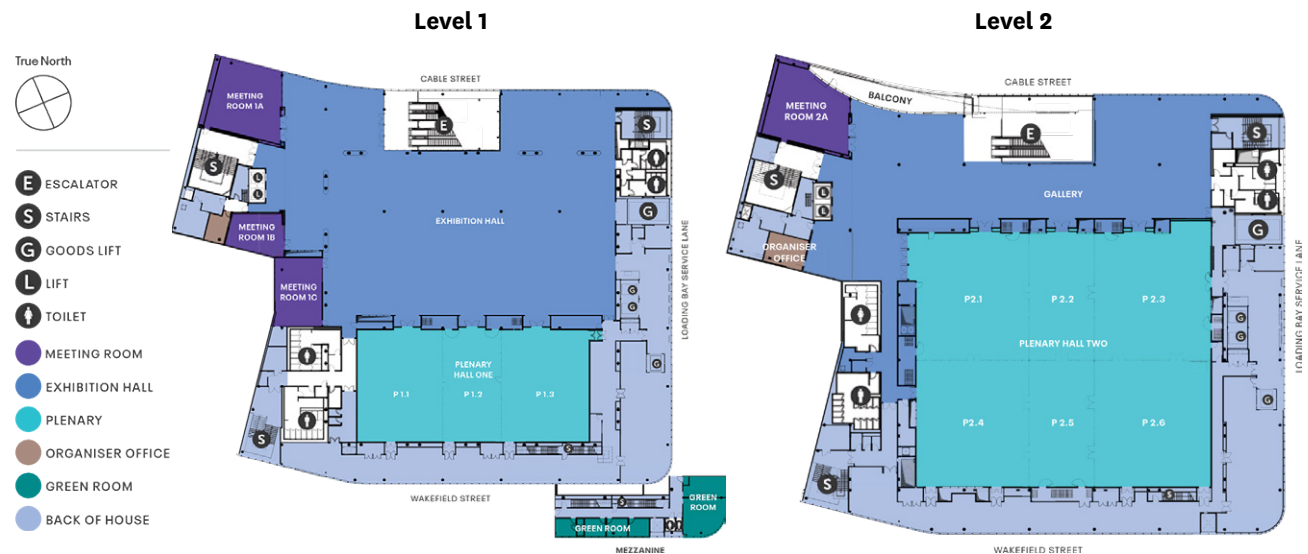 Level 1
Level 2
True North
E ESCALATOR
S STAIRS
G GOODS LIFT
L LIFT
TOILET
MEETING ROOM
EXHIBITION HALL
PLENARY
ORGANISER OFFICE
GREEN ROOM
BACK OF HOUSE
CABLE STREET
MEETING
ROOM 1A
E
S
S
L
L
MEETING
ROOM 1B
EXHIBITION HALL
G
MEETING
ROOM 1C
G
G
LOADING BAY SERVICE LANE
PLENARY
HALL ONE
G
P 1.1
P 1.2
P 1.3
S
G
WAKEFIELD STREET
S
GREEN
ROOM
GREEN ROOM
MEZZANINE
CABLE STREET
BALCONY
MEETING
ROOM 2A
E
S
S
L
L
GALLERY
G
ORGANISER
OFFICE
P2.1
P2.2
P2.3
G
G
LOADING BAY SERVICE LANE
PLENARY HALL TWO
G
P2.4
P2.5
P 2.6
S
S
WAKEFIELD STREET